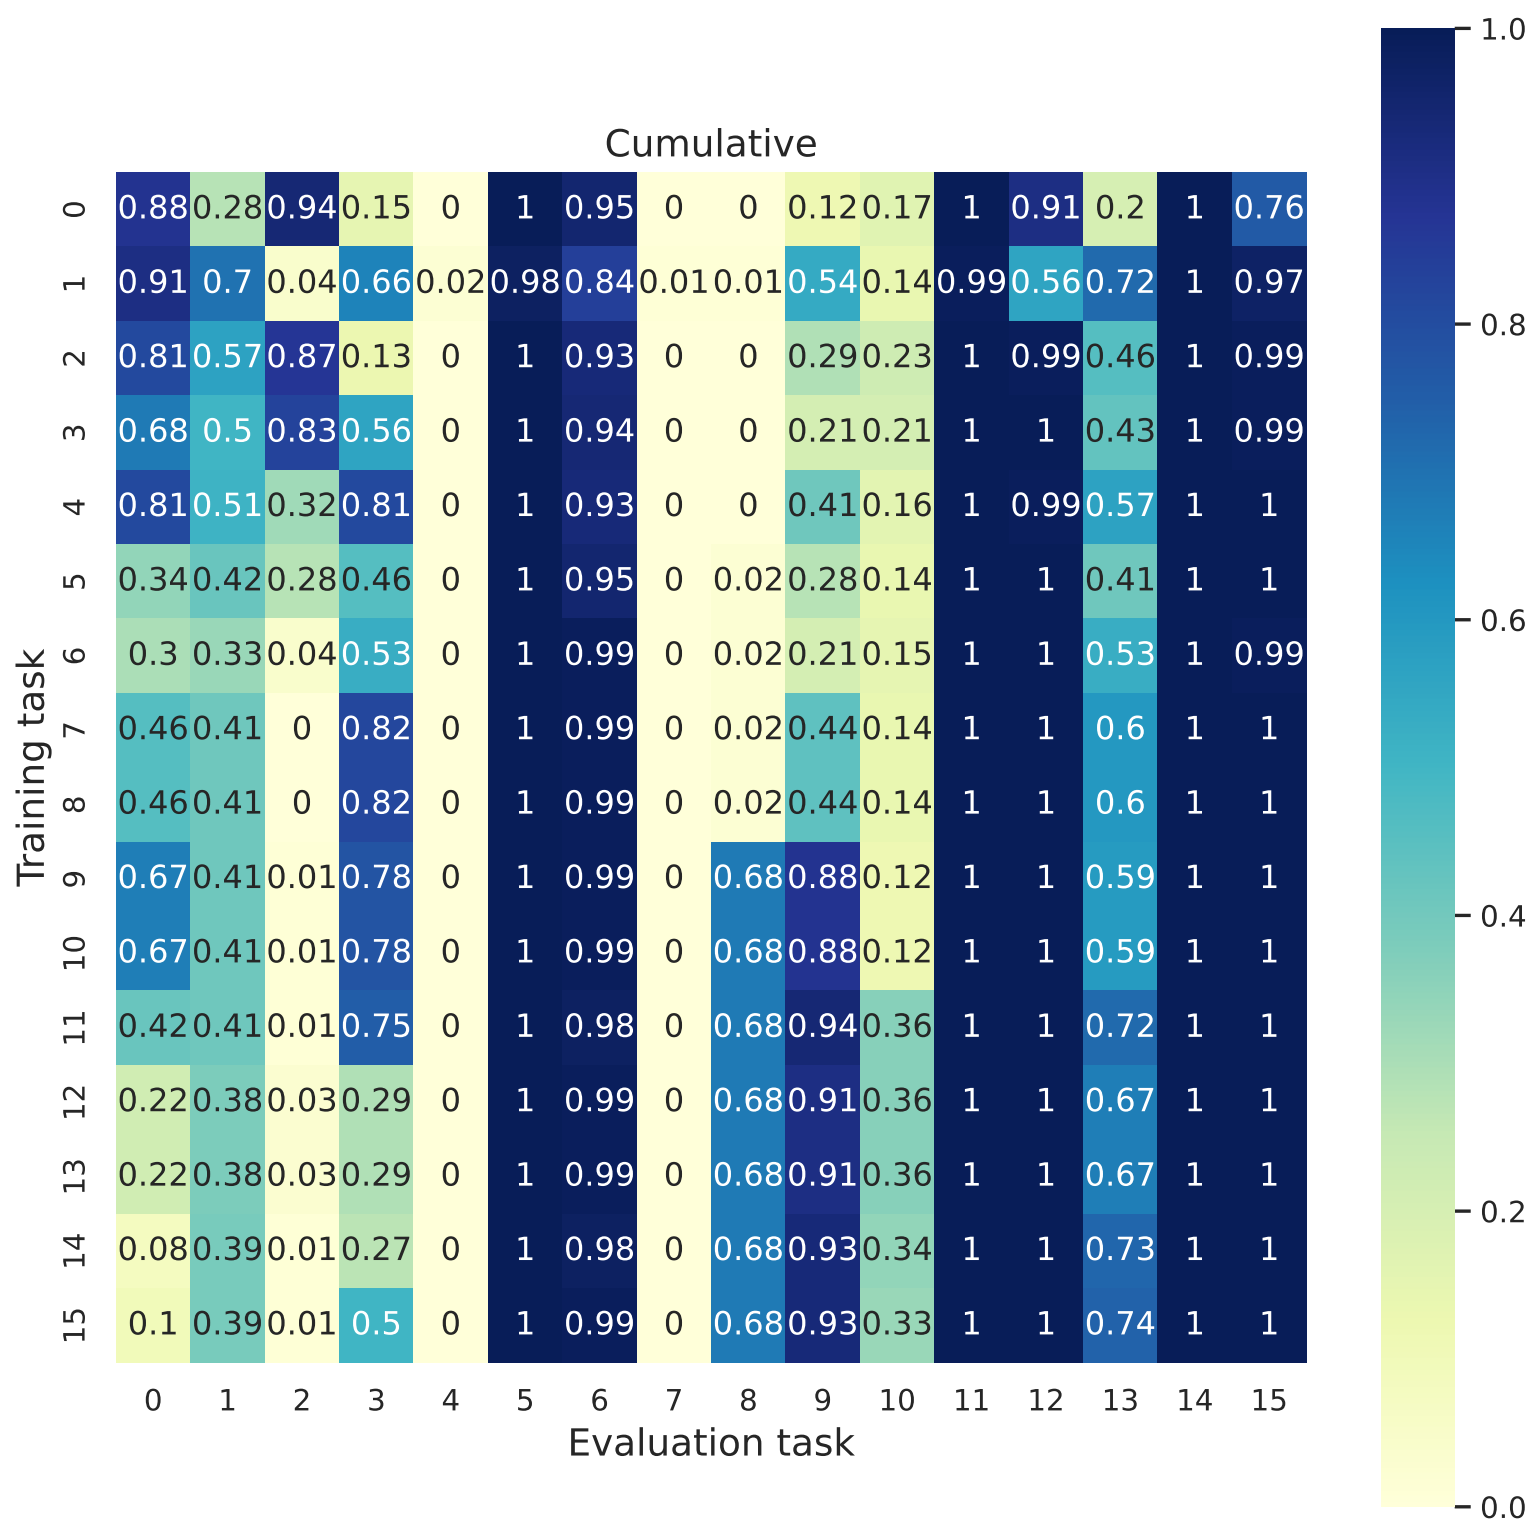 Cumulative
0 0.88 0.28 0.94 0.15 0 1 0.95 0 0 0.12 0.17 1 0.91 0.2 1 0.76
1 0.91 0.7 0.04 0.66 0.02 0.98 0.84 0.01 0.01 0.54 0.14 0.99 0.56 0.72 1 0.97
2 0.81 0.57 0.87 0.13 0 1 0.93 0 0 0.29 0.23 1 0.99 0.46 1 0.99
3 0.68 0.5 0.83 0.56 0 1 0.94 0 0 0.21 0.21 1 1 0.43 1 0.99
4 0.81 0.51 0.32 0.81 0 1 0.93 0 0 0.41 0.16 1 0.99 0.57 1 1
5 0.34 0.42 0.28 0.46 0 1 0.95 0 0.02 0.28 0.14 1 1 0.41 1 1
6 0.3 0.33 0.04 0.53 0 1 0.99 0 0.02 0.21 0.15 1 1 0.53 1 0.99
7 0.46 0.41 0 0.82 0 1 0.99 0 0.02 0.44 0.14 1 1 0.6 1 1
8 0.46 0.41 0 0.82 0 1 0.99 0 0.02 0.44 0.14 1 1 0.6 1 1
9 0.67 0.41 0.01 0.78 0 1 0.99 0 0.68 0.88 0.12 1 1 0.59 1 1
10 0.67 0.41 0.01 0.78 0 1 0.99 0 0.68 0.88 0.12 1 1 0.59 1 1
11 0.42 0.41 0.01 0.75 0 1 0.98 0 0.68 0.94 0.36 1 1 0.72 1 1
12 0.22 0.38 0.03 0.29 0 1 0.99 0 0.68 0.91 0.36 1 1 0.67 1 1
13 0.22 0.38 0.03 0.29 0 1 0.99 0 0.68 0.91 0.36 1 1 0.67 1 1
14 0.08 0.39 0.01 0.27 0 1 0.98 0 0.68 0.93 0.34 1 1 0.73 1 1
15 0.1 0.39 0.01 0.5 0 1 0.99 0 0.68 0.93 0.33 1 1 0.74 1 1
0 1 2 3 4 5 6 7 8 9 10 11 12 13 14 15
Evaluation task
Training task
1.0
0.8
0.6
0.4
0.2
0.0